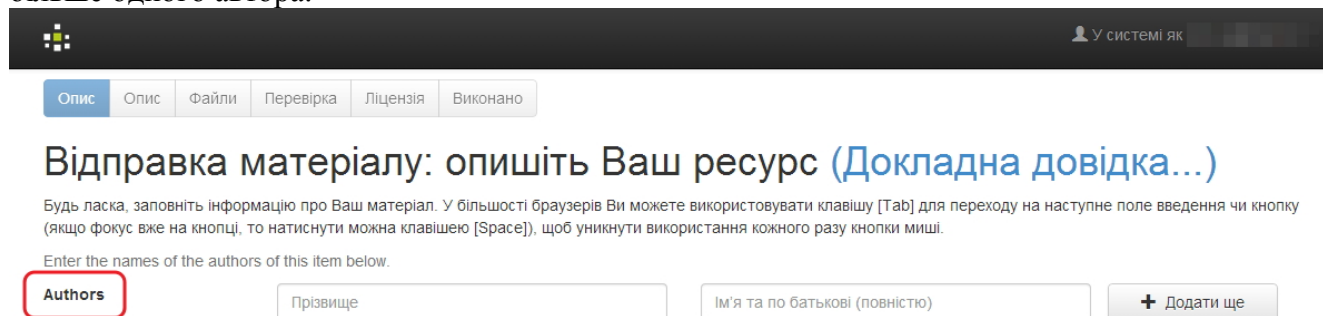 більше одного автора.
У системі як
Опис Опис Файли Перевірка Ліцензія Виконано
Відправка матеріалу: опишіть Ваш ресурс (Докладна довідка...)
Будь ласка, заповніть інформацію про Ваш матеріал. У більшості браузерів Ви можете використовувати клавішу [Tab] для переходу на наступне поле введення чи кнопку
(якщо фокус вже на кнопці, то натиснути можна клавішею [Space]), щоб уникнути використання кожного разу кнопки миші.
Enter the names of the authors of this item below.
Authors Прізвище Ім'я та по батькові (повністю) + Додати ще